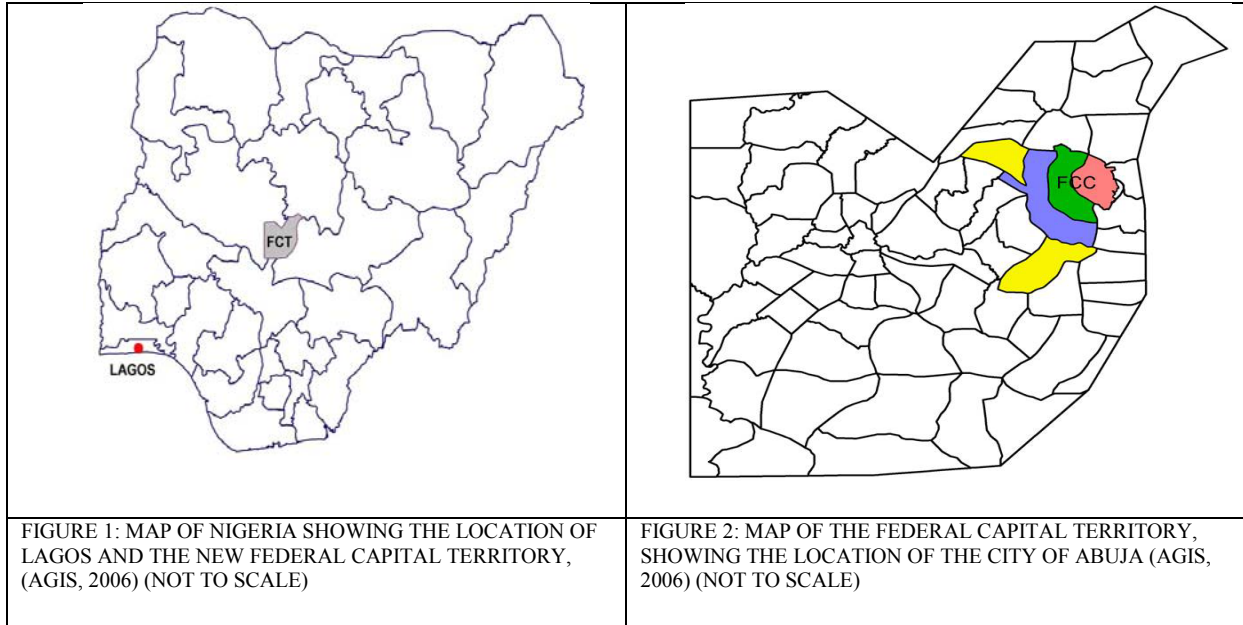 FCT
LAGOS
FCC
FIGURE 1: MAP OF NIGERIA SHOWING THE LOCATION OF
LAGOS AND THE NEW FEDERAL CAPITAL TERRITORY,
(AGIS, 2006) (NOT TO SCALE)
FIGURE 2: MAP OF THE FEDERAL CAPITAL TERRITORY,
SHOWING THE LOCATION OF THE CITY OF ABUJA (AGIS,
2006) (NOT TO SCALE)